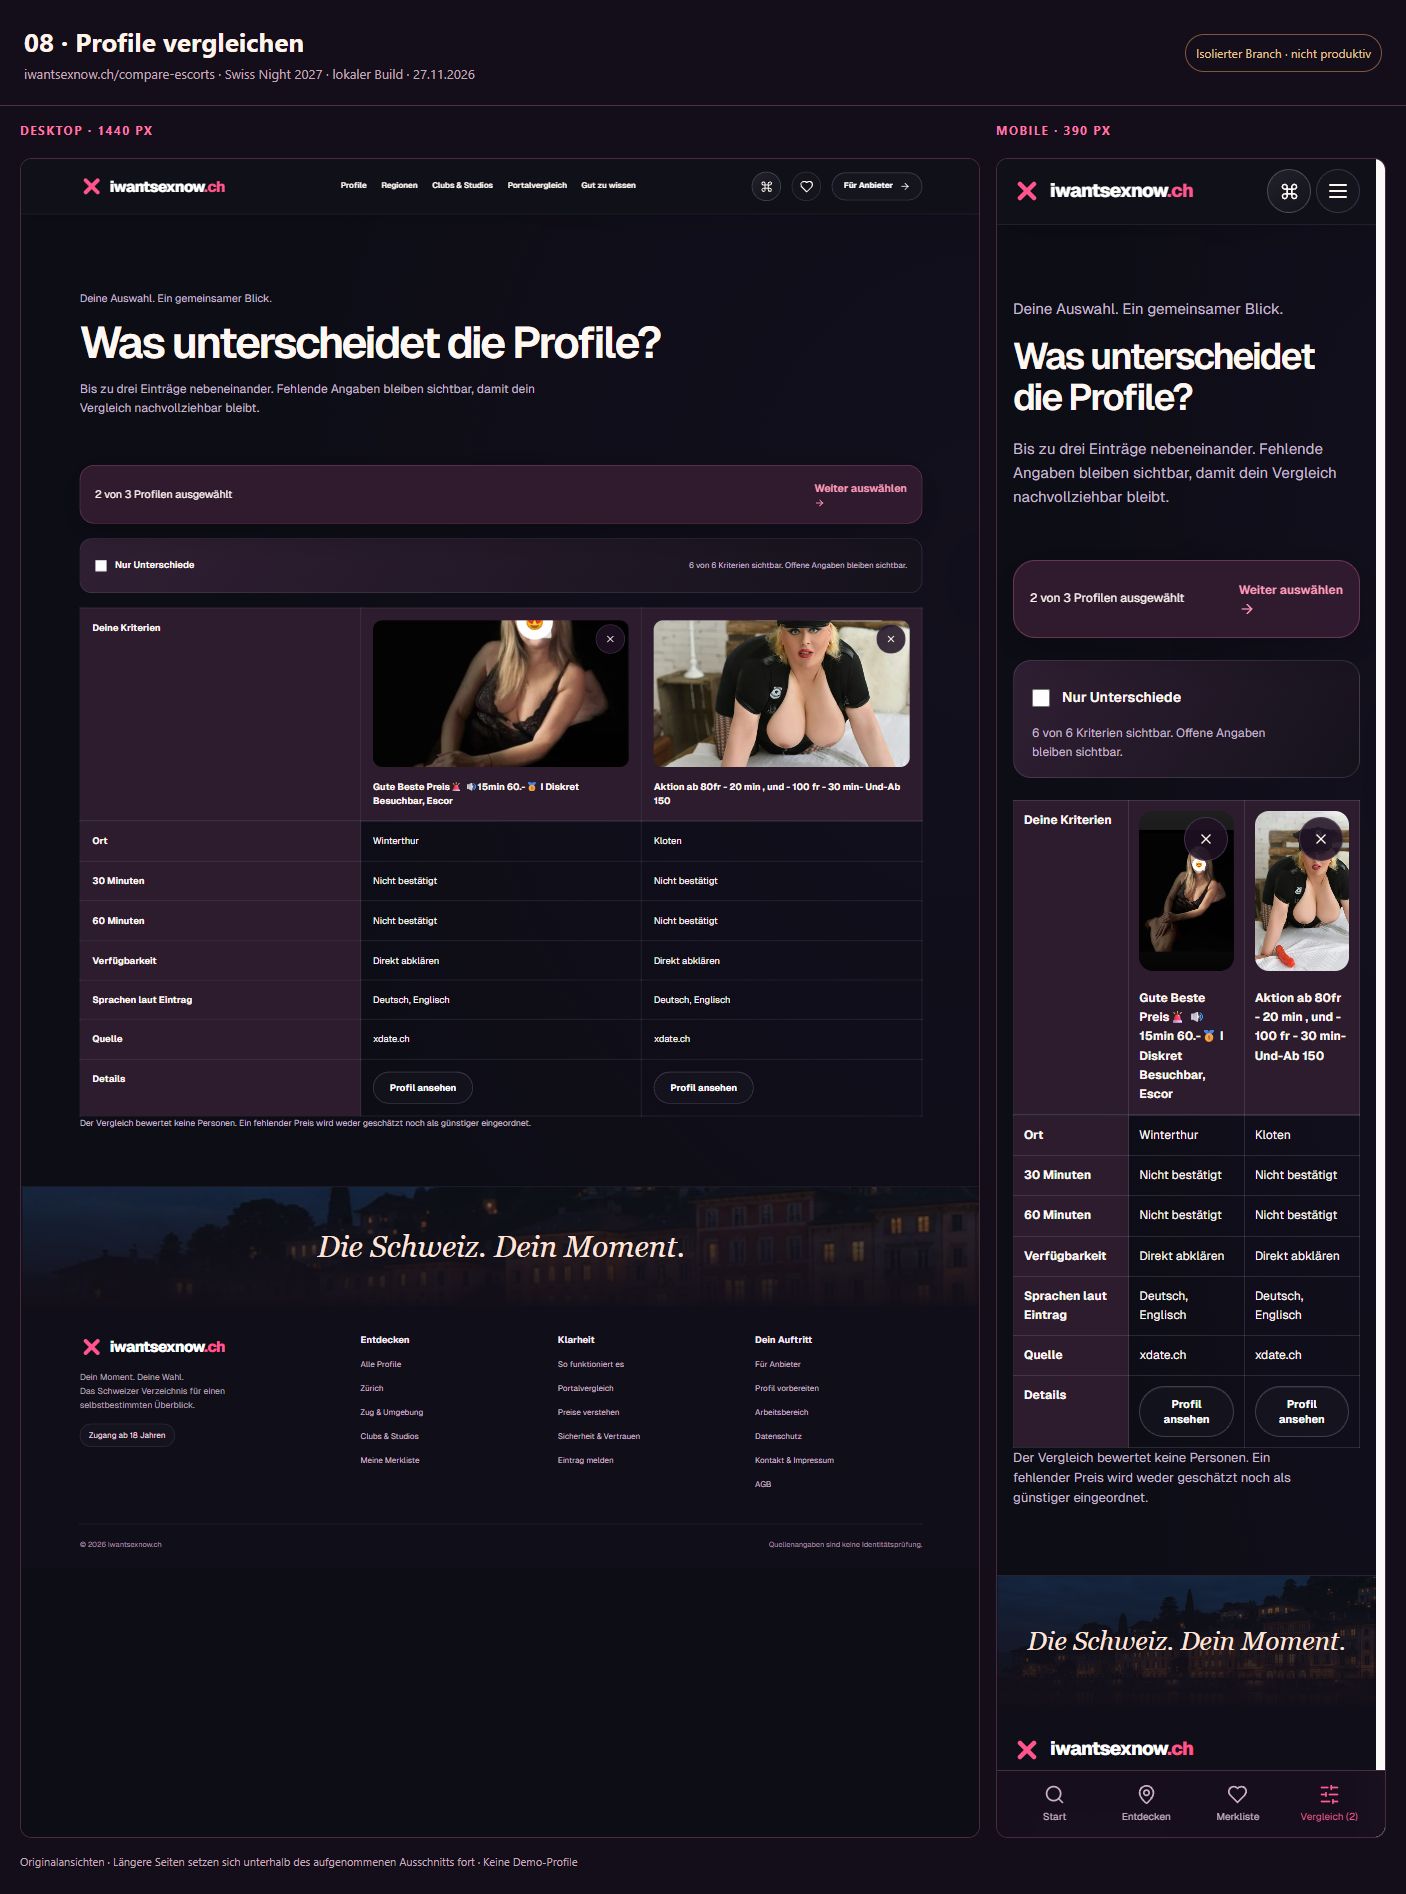 08 · Profile vergleichen
iwantsexnow.ch/compare-escorts · Swiss Night 2027 · lokaler Build · 27.11.2026
Isolierter Branch · nicht produktiv
DESKTOP · 1440 PX
iwantsexnow.ch
Profile
Regionen
Clubs & Studios
Portalvergleich
Gut zu wissen
Für Anbieter →
Deine Auswahl. Ein gemeinsamer Blick.
Was unterscheidet die Profile?
Bis zu drei Einträge nebeneinander. Fehlende Angaben bleiben sichtbar, damit dein
Vergleich nachvollziehbar bleibt.
2 von 3 Profilen ausgewählt
Weiter auswählen
→
Nur Unterschiede
6 von 6 Kriterien sichtbar. Offene Angaben bleiben sichtbar.
Deine Kriterien
Gute Beste Preis🚨 🔊15min 60.-🥉 I Diskret
Besuchbar, Escor
Aktion ab 80fr - 20 min , und - 100 fr - 30 min- Und-Ab
150
Ort
Winterthur
Kloten
30 Minuten
Nicht bestätigt
Nicht bestätigt
60 Minuten
Nicht bestätigt
Nicht bestätigt
Verfügbarkeit
Direkt abklären
Direkt abklären
Sprachen laut Eintrag
Deutsch, Englisch
Deutsch, Englisch
Quelle
xdate.ch
xdate.ch
Details
Profil ansehen
Profil ansehen
Der Vergleich bewertet keine Personen. Ein fehlender Preis wird weder geschätzt noch als günstiger eingeordnet.
Die Schweiz. Dein Moment.
iwantsexnow.ch
Dein Moment. Deine Wahl.
Das Schweizer Verzeichnis für einen
selbstbestimmten Überblick.
Zugang ab 18 Jahren
Entdecken
Alle Profile
Zürich
Zug & Umgebung
Clubs & Studios
Meine Merkliste
Klarheit
So funktioniert es
Portalvergleich
Preise verstehen
Sicherheit & Vertrauen
Eintrag melden
Dein Auftritt
Für Anbieter
Profil vorbereiten
Arbeitsbereich
Datenschutz
Kontakt & Impressum
AGB
© 2026 iwantsexnow.ch
Quellenangaben sind keine Identitätsprüfung.
MOBILE · 390 PX
iwantsexnow.ch
Deine Auswahl. Ein gemeinsamer Blick.
Was unterscheidet
die Profile?
Bis zu drei Einträge nebeneinander. Fehlende
Angaben bleiben sichtbar, damit dein Vergleich
nachvollziehbar bleibt.
2 von 3 Profilen ausgewählt
Weiter auswählen
→
Nur Unterschiede
6 von 6 Kriterien sichtbar. Offene Angaben
bleiben sichtbar.
Deine Kriterien
Gute Beste
Preis🚨 🔊
15min 60.-🥉 I
Diskret
Besuchbar,
Escor
Aktion ab 80fr
- 20 min , und -
100 fr - 30 min-
Und-Ab 150
Ort
Winterthur
Kloten
30 Minuten
Nicht bestätigt
Nicht bestätigt
60 Minuten
Nicht bestätigt
Nicht bestätigt
Verfügbarkeit
Direkt abklären
Direkt abklären
Sprachen laut
Eintrag
Deutsch,
Englisch
Deutsch,
Englisch
Quelle
xdate.ch
xdate.ch
Details
Profil
ansehen
Profil
ansehen
Der Vergleich bewertet keine Personen. Ein
fehlender Preis wird weder geschätzt noch als
günstiger eingeordnet.
Die Schweiz. Dein Moment.
iwantsexnow.ch
Start
Entdecken
Merkliste
Vergleich (2)
Originalansichten · Längere Seiten setzen sich unterhalb des aufgenommenen Ausschnitts fort · Keine Demo-Profile